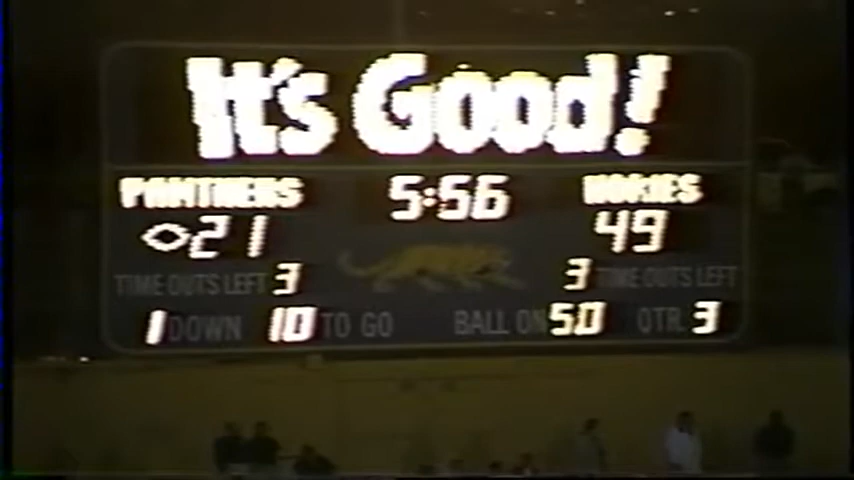 It's Good!
PANTHERS 5:56 HOKIES
21 49
TIME OUTS LEFT 3 3 TIME OUTS LEFT
1 DOWN 10 TO GO BALL ON 50 QTR. 3